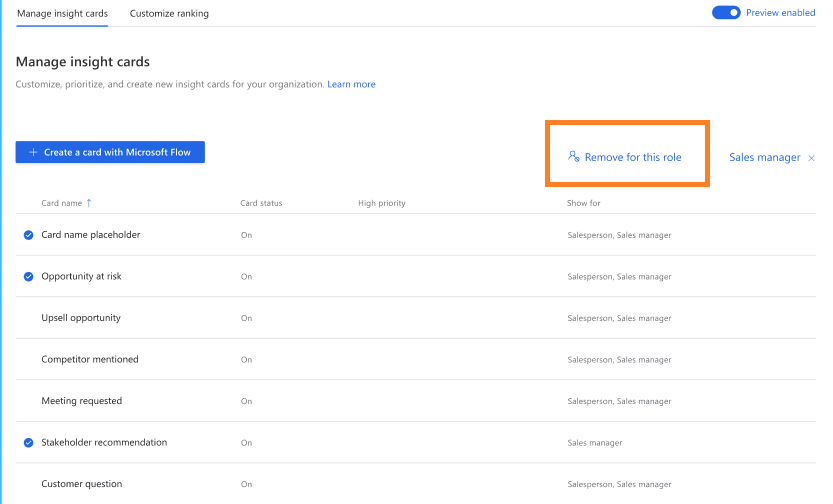 Manage insight cards Customize ranking Preview enabled
Manage insight cards
Customize, prioritize, and create new insight cards for your organization. Learn more
+ Create a card with Microsoft Flow Remove for this role Sales manager ×
Card name ↑ Card status High priority Show for
Card name placeholder On Salesperson, Sales manager
Opportunity at risk On Salesperson, Sales manager
Upsell opportunity On Salesperson, Sales manager
Competitor mentioned On Salesperson, Sales manager
Meeting requested On Salesperson, Sales manager
Stakeholder recommendation On Sales manager
Customer question On Salesperson, Sales manager